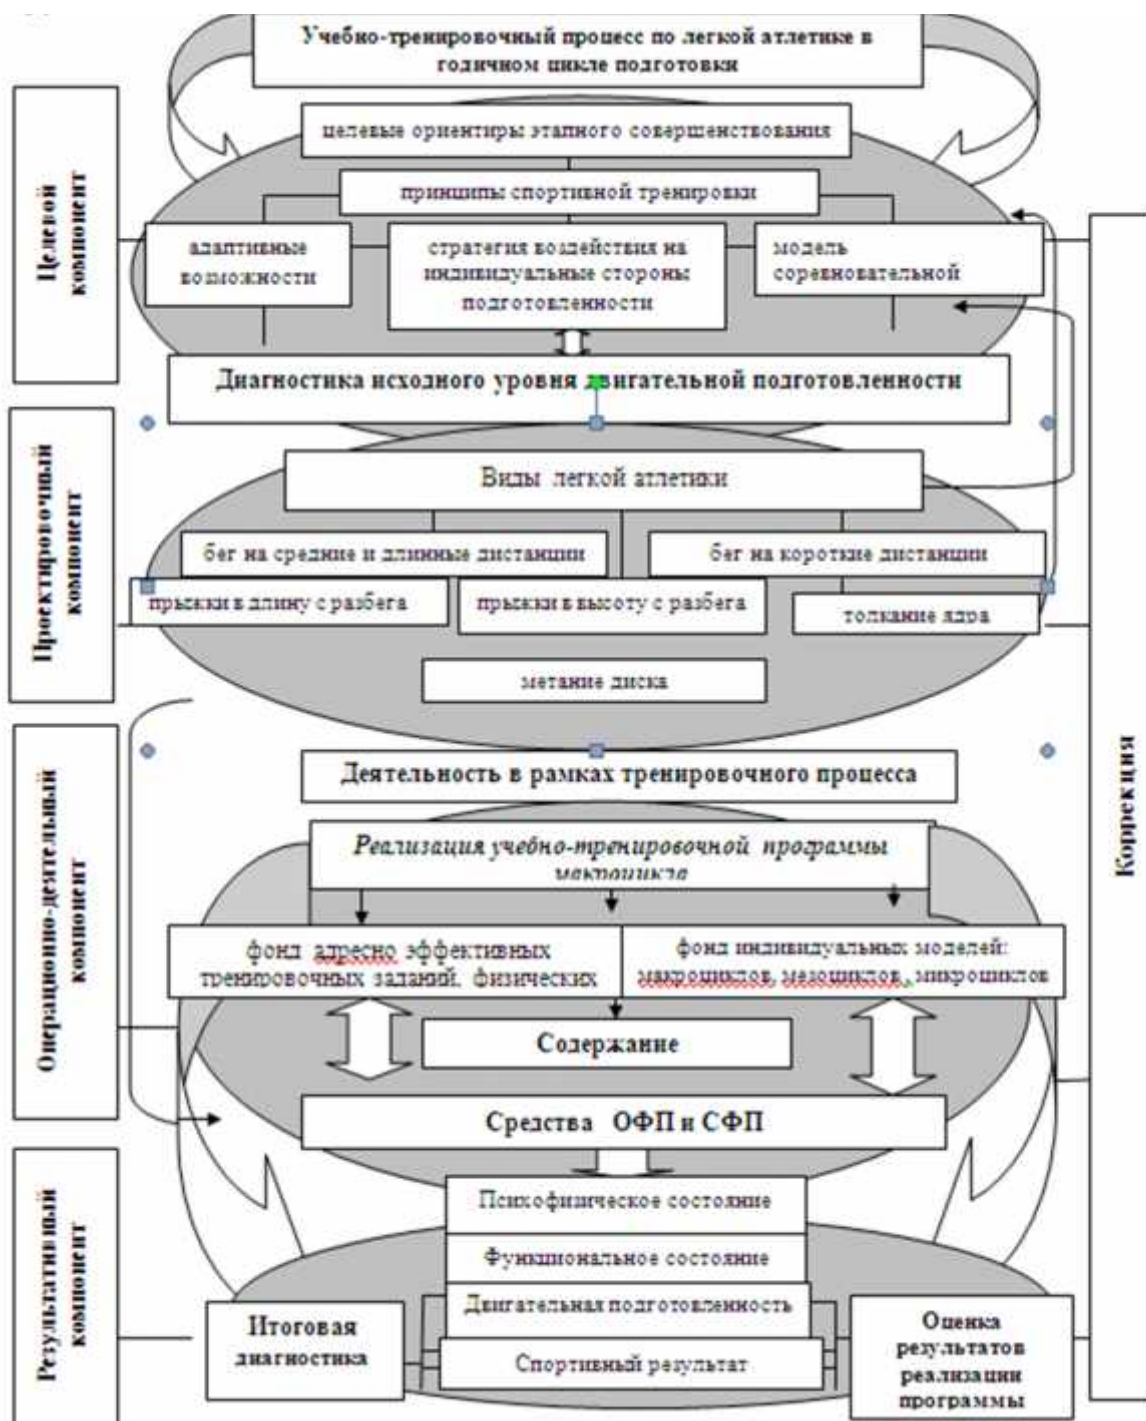 Учебно-тренировочный процесс по легкой атлетике в
годичном цикле подготовки
Целевой
компонент
целевые ориентиры этапного совершенствования
принципы спортивной тренировки
адаптивные
возможности
стратегия воздействия на
индивидуальные стороны
подготовленности
модель
соревновательной
Диагностика исходного уровня двигательной подготовленности
Проектировочный
компонент
Виды легкой атлетики
бег на средние и длинные дистанции
бег на короткие дистанции
прыжки в длину с разбега
прыжки в высоту с разбега
толкание ядра
метание диска
Операционно-деятельный
компонент
Деятельность в рамках тренировочного процесса
Реализация учебно-тренировочной программы
макроцикла
фонд адресно эффективных
тренировочных заданий, физических
фонд индивидуальных моделей:
макроциклов, мезоциклов, микроциклов
Содержание
Средства ОФП и СФП
Результативный
компонент
Психофизическое состояние
Функциональное состояние
Двигательная подготовленность
Спортивный результат
Итоговая
диагностика
Оценка
результатов
реализации
программы
Коррекция